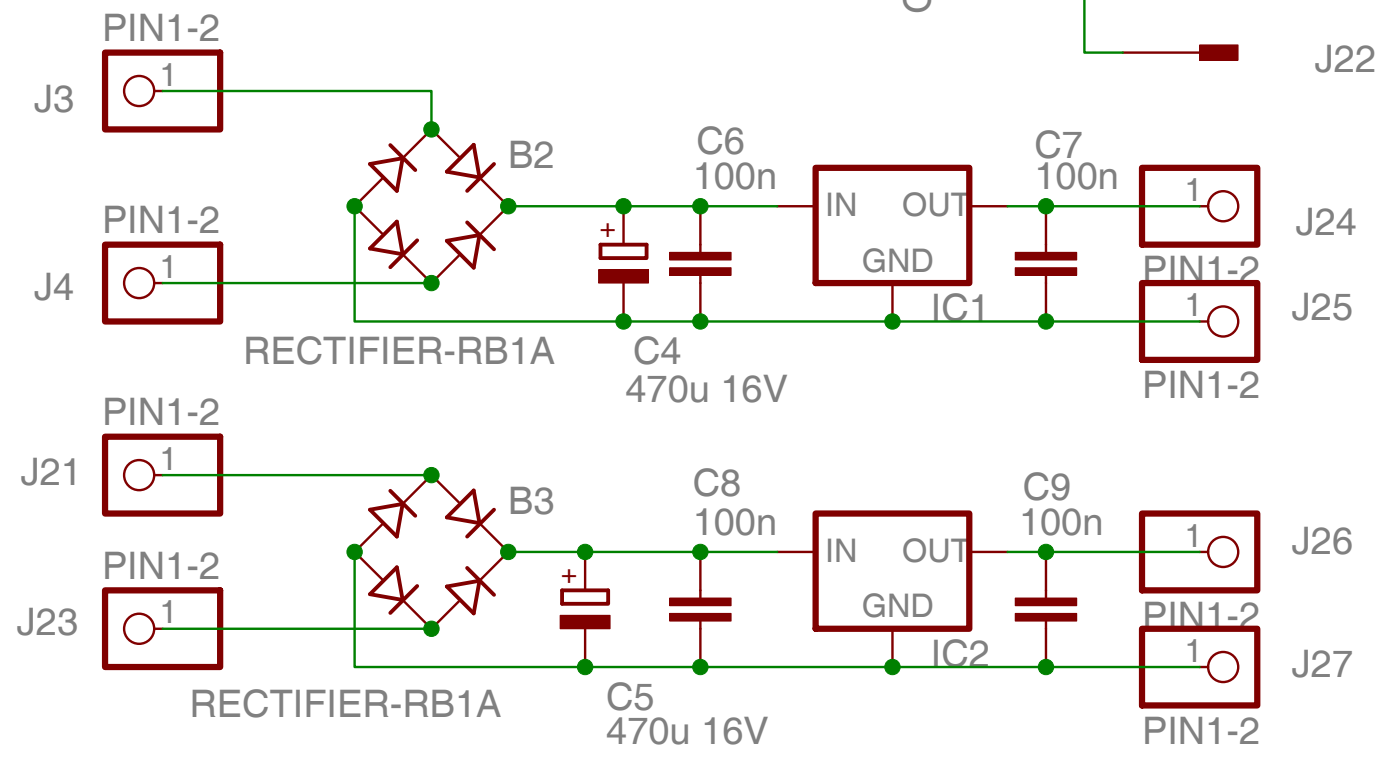 PIN1-2
J3
1
J22
B2
C6
100n
C7
100n
PIN1-2
J4
1
+
IN
OUT
GND
IC1
1
J24
PIN1-2
1
J25
PIN1-2
RECTIFIER-RB1A
C4
470u 16V
PIN1-2
J21
1
B3
C8
100n
C9
100n
PIN1-2
J23
1
+
IN
OUT
GND
IC2
1
J26
PIN1-2
1
J27
PIN1-2
RECTIFIER-RB1A
C5
470u 16V